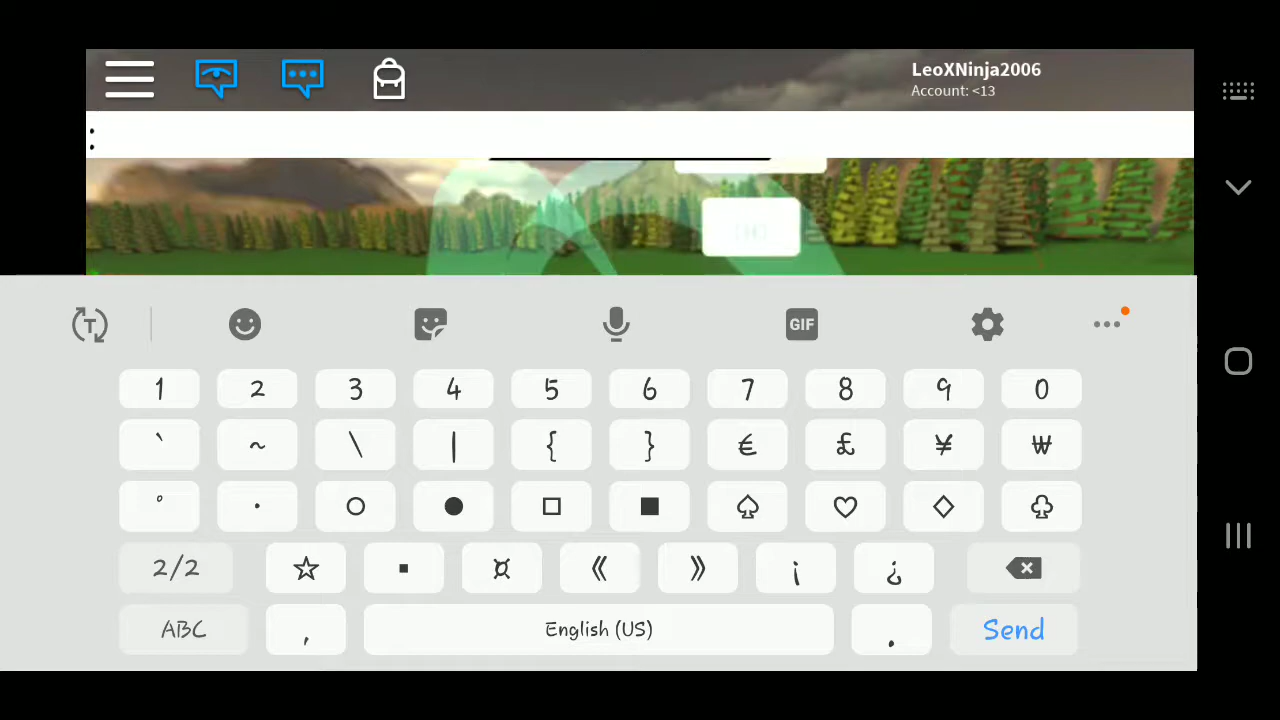 LeoXNinja2006
Account: <13
:
T
GIF
1 2 3 4 5 6 7 8 9 0
` ~ \ | { } € £ ¥ ₩
° · ○ ● □ ■ ♤ ♡ ◇ ♧
2/2 ☆ ▪ ¤ 《 》 ¡ ¿
ABC , English (US) . Send